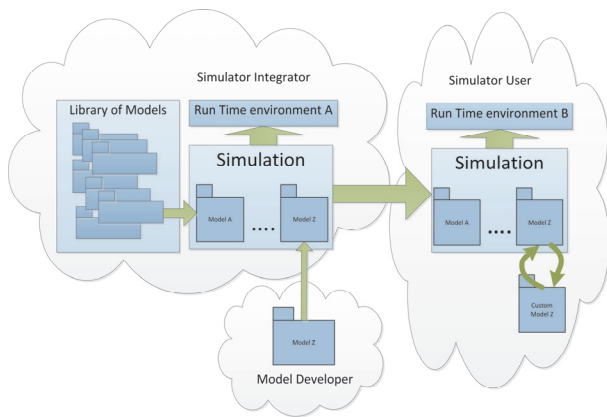 Simulator Integrator
Library of Models
Run Time environment A
Simulation
Model A
....
Model Z
Model Z
Model Developer
Simulator User
Run Time environment B
Simulation
Model A
....
Model Z
Custom
Model Z